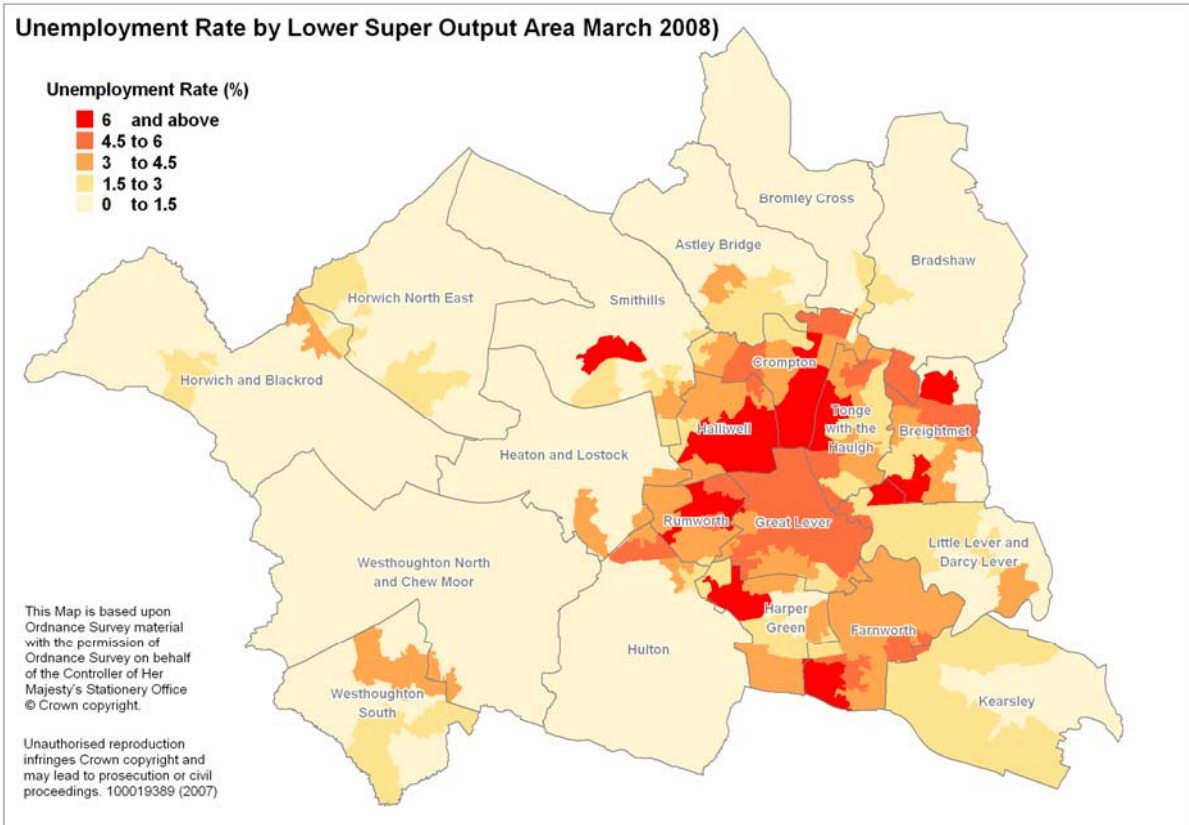 Unemployment Rate by Lower Super Output Area March 2008)
Unemployment Rate (%)
6 and above
4.5 to 6
3 to 4.5
1.5 to 3
0 to 1.5
Bromley Cross
Astley Bridge
Bradshaw
Horwich North East
Smithills
Crompton
Horwich and Blackrod
Halliwell
Tonge
with the
Haulgh
Breightmet
Heaton and Lostock
Rumworth
Great Lever
Little Lever and
Darcy Lever
Westhoughton North
and Chew Moor
Harper
Green
Farnworth
Hulton
Westhoughton
South
Kearsley
This Map is based upon
Ordnance Survey material
with the permission of
Ordnance Survey on behalf
of the Controller of Her
Majesty's Stationery Office
© Crown copyright.
Unauthorised reproduction
infringes Crown copyright and
may lead to prosecution or civil
proceedings. 100019389 (2007)